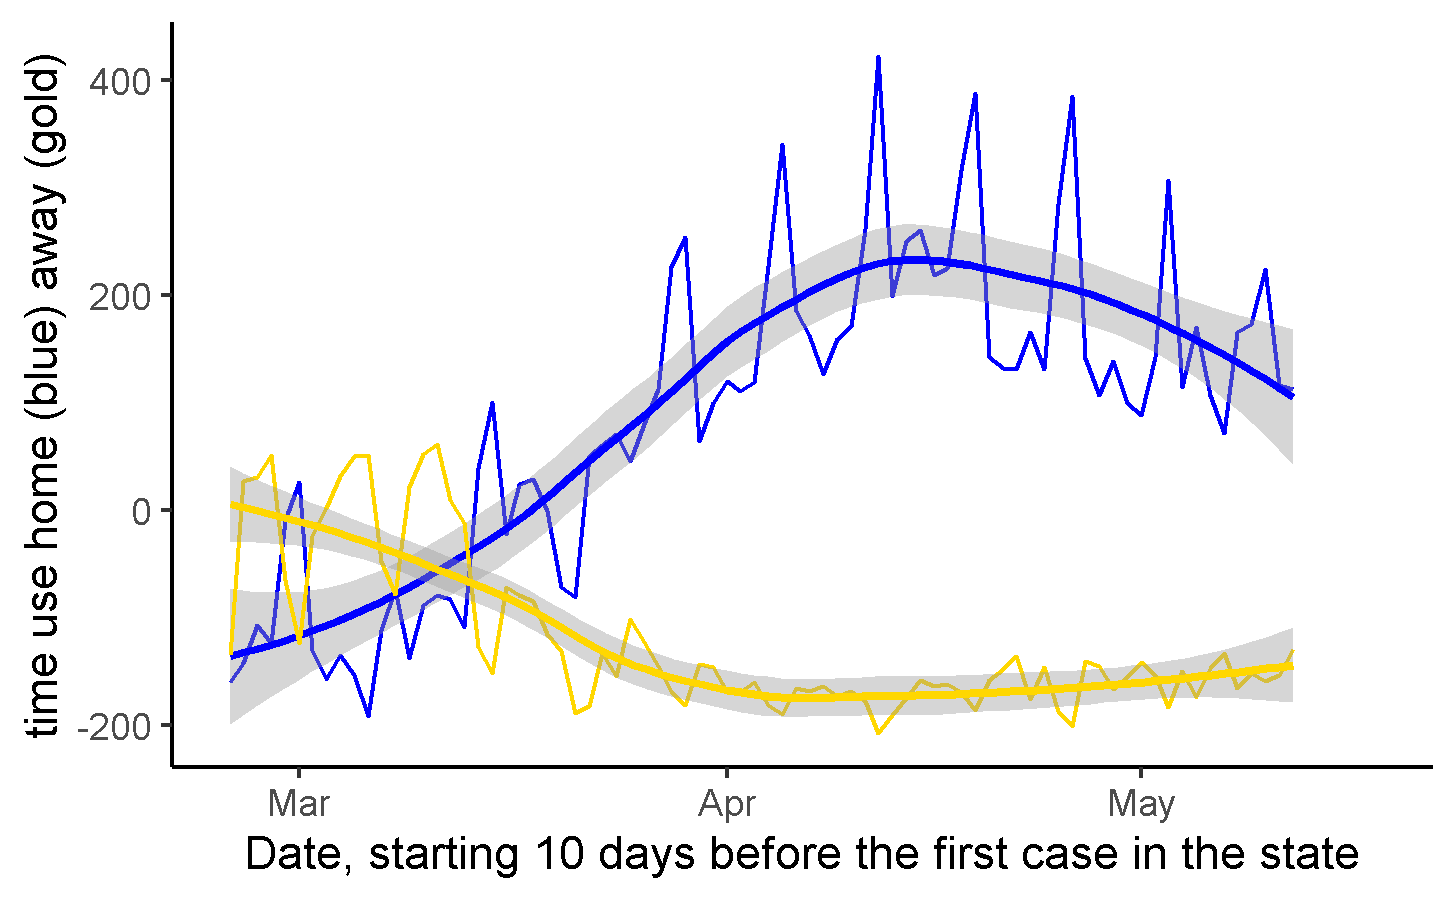 time use home (blue) away (gold)
400
200
0
-200
Mar
Apr
May
Date, starting 10 days before the first case in the state